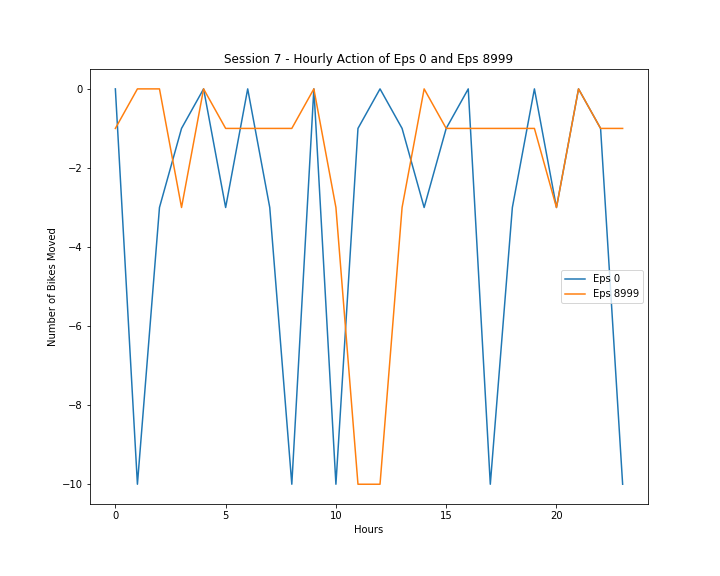 Session 7 - Hourly Action of Eps 0 and Eps 8999
Number of Bikes Moved
0
−2
−4
−6
−8
−10
Eps 0
Eps 8999
0
5
10
15
20
Hours